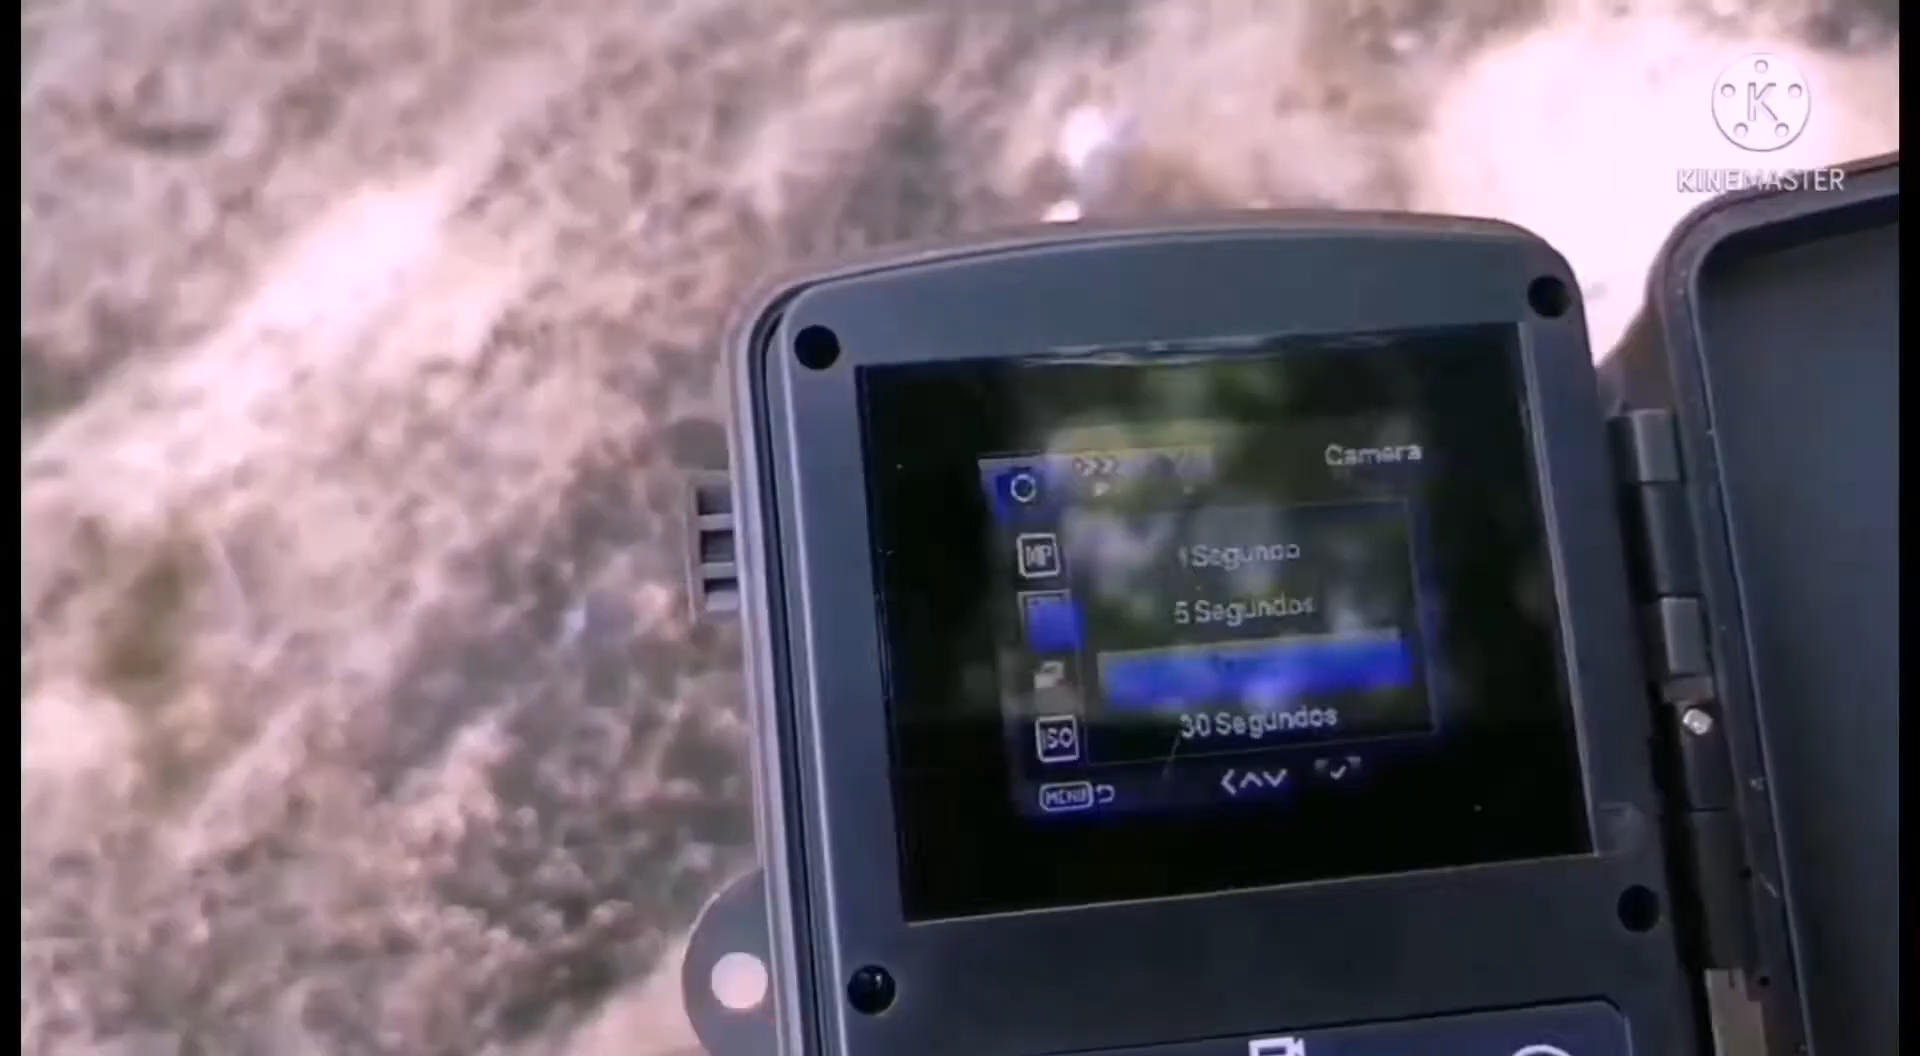 K
KINEMASTER
Camera
MP
1 Segundo
5 Segundos
30 Segundos
ISO
MENU